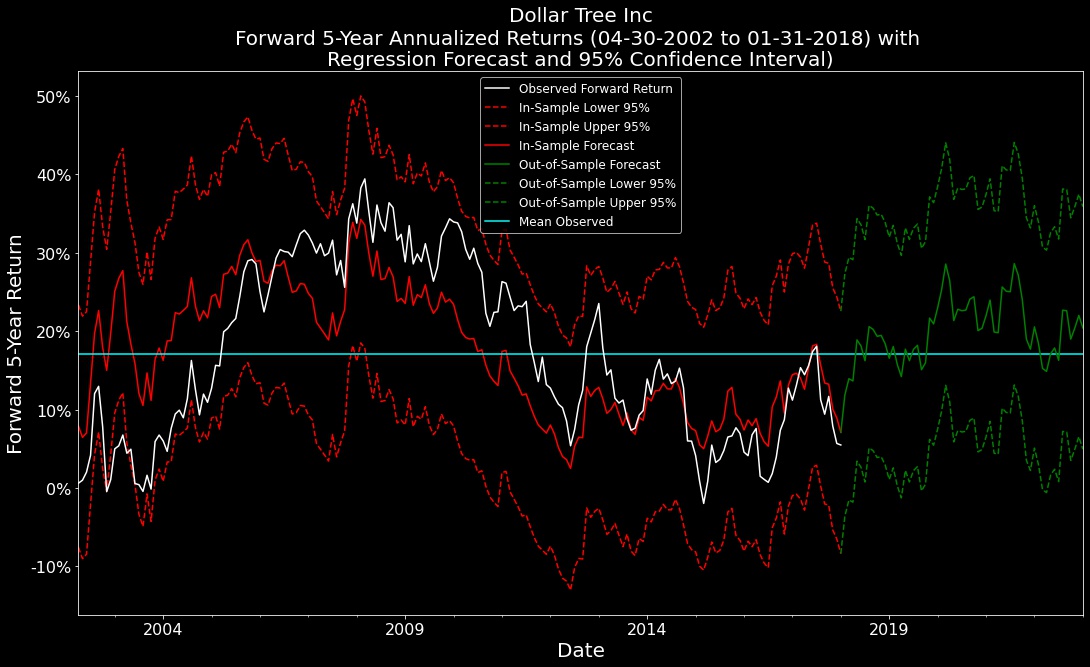 Dollar Tree Inc
Forward 5-Year Annualized Returns (04-30-2002 to 01-31-2018) with
Regression Forecast and 95% Confidence Interval)
Observed Forward Return
In-Sample Lower 95%
In-Sample Upper 95%
In-Sample Forecast
Out-of-Sample Forecast
Out-of-Sample Lower 95%
Out-of-Sample Upper 95%
Mean Observed
Forward 5-Year Return
50%
40%
30%
20%
10%
0%
-10%
2004
2009
2014
2019
Date